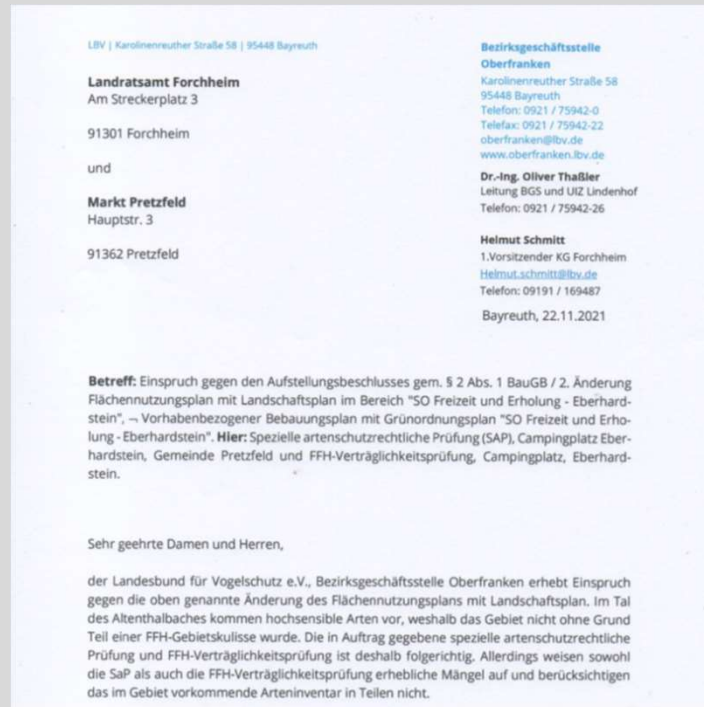 LBV | Karolinenreuther Straße 58 | 95448 Bayreuth
Landratsamt Forchheim
Am Streckerplatz 3
91301 Forchheim
und
Markt Pretzfeld
Hauptstr. 3
91362 Pretzfeld
Bezirksgeschäftsstelle
Oberfranken
Karolinenreuther Straße 58
95448 Bayreuth
Telefon: 0921 / 75942-0
Telefax: 0921 / 75942-22
oberfranken@lbv.de
www.oberfranken.lbv.de
Dr.-Ing. Oliver Thaßler
Leitung BGS und UIZ Lindenhof
Telefon: 0921 / 75942-26
Helmut Schmitt
1.Vorsitzender KG Forchheim
Helmut.schmitt@lbv.de
Telefon: 09191 / 169487
Bayreuth, 22.11.2021
Betreff: Einspruch gegen den Aufstellungsbeschlusses gem. § 2 Abs. 1 BauGB / 2. Änderung
Flächennutzungsplan mit Landschaftsplan im Bereich "SO Freizeit und Erholung - Eberhard-
stein", ¬ Vorhabenbezogener Bebauungsplan mit Grünordnungsplan "SO Freizeit und Erho-
lung - Eberhardstein". Hier: Spezielle artenschutzrechtliche Prüfung (SAP), Campingplatz Eber-
hardstein, Gemeinde Pretzfeld und FFH-Verträglichkeitsprüfung, Campingplatz, Eberhard-
stein.
Sehr geehrte Damen und Herren,
der Landesbund für Vogelschutz e.V., Bezirksgeschäftsstelle Oberfranken erhebt Einspruch
gegen die oben genannte Änderung des Flächennutzungsplans mit Landschaftsplan. Im Tal
des Altenthalbaches kommen hochsensible Arten vor, weshalb das Gebiet nicht ohne Grund
Teil einer FFH-Gebietskulisse wurde. Die in Auftrag gegebene spezielle artenschutzrechtliche
Prüfung und FFH-Verträglichkeitsprüfung ist deshalb folgerichtig. Allerdings weisen sowohl
die SaP als auch die FFH-Verträglichkeitsprüfung erhebliche Mängel auf und berücksichtigen
das im Gebiet vorkommende Arteninventar in Teilen nicht.